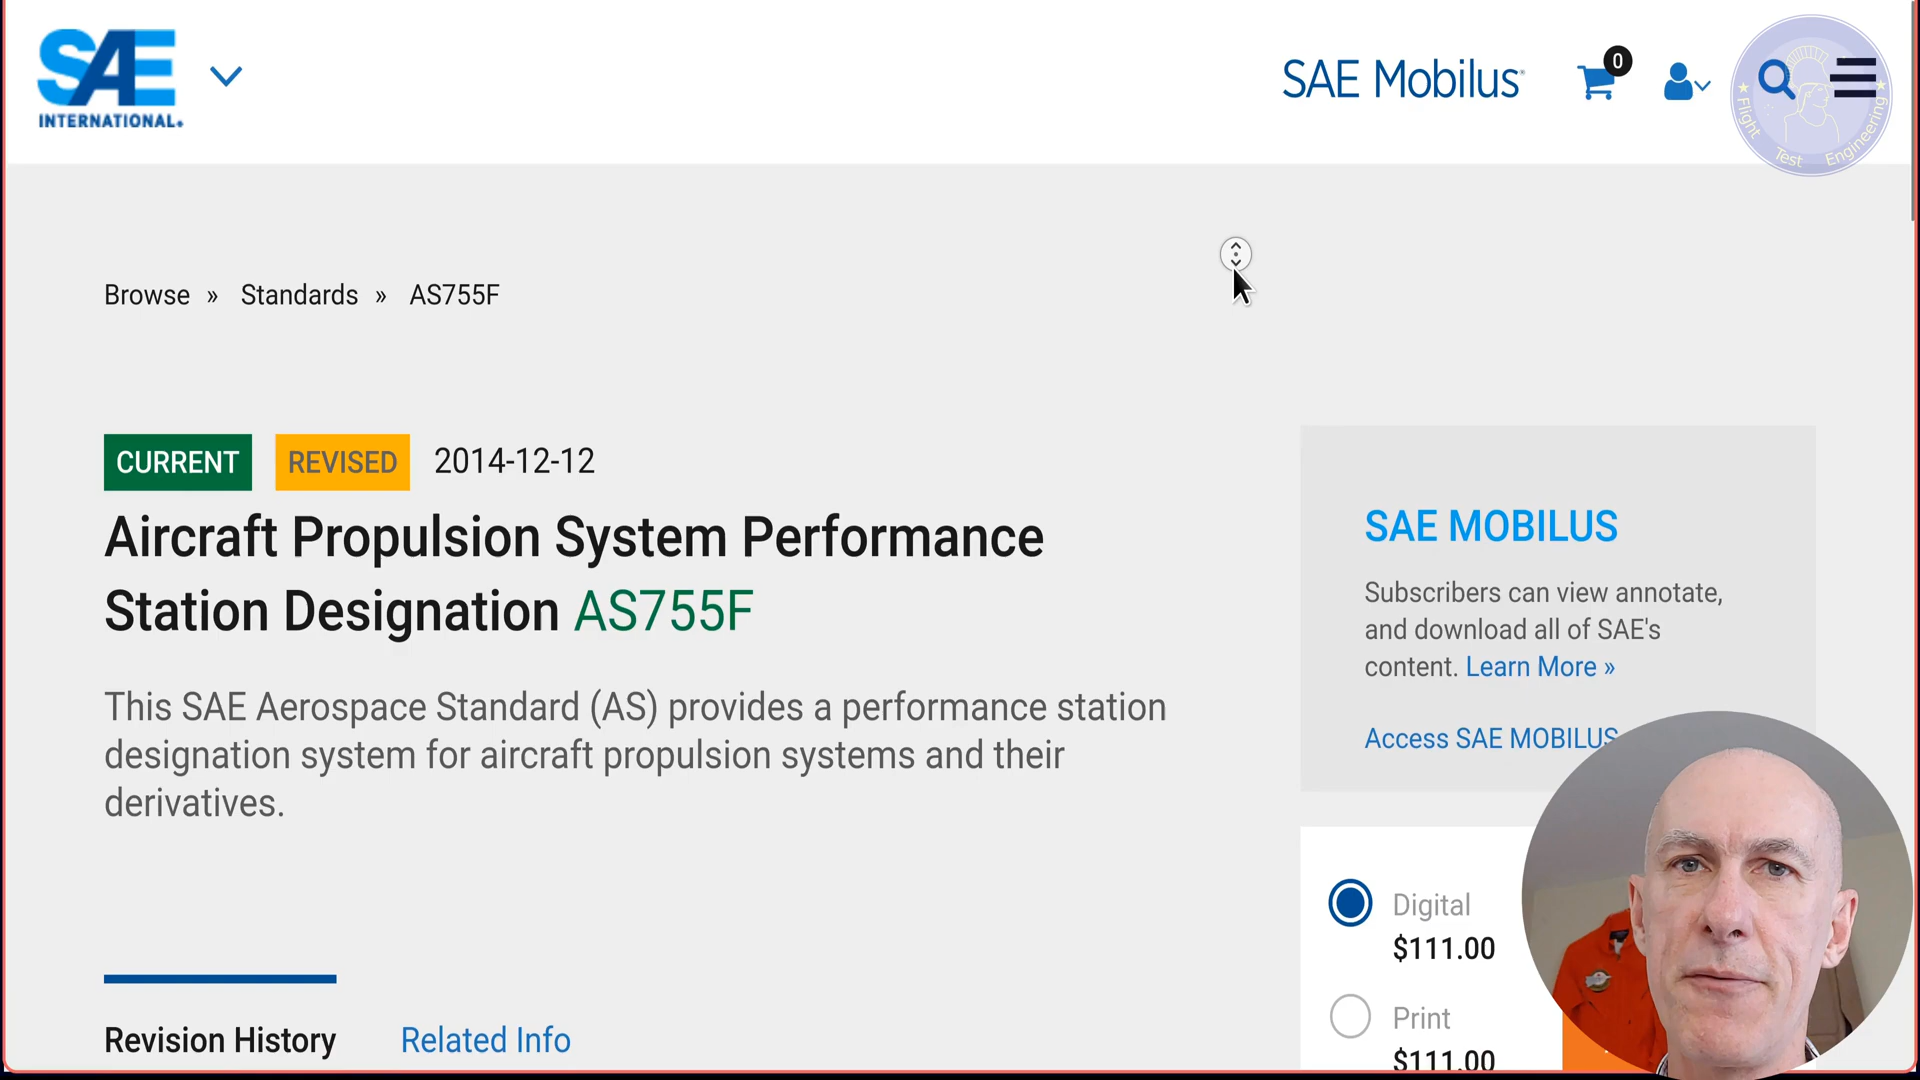 SAE
INTERNATIONAL
SAE Mobilus
0
Flight Test Engineering
Browse » Standards » AS755F
CURRENT REVISED 2014-12-12
Aircraft Propulsion System Performance
Station Designation AS755F
This SAE Aerospace Standard (AS) provides a performance station
designation system for aircraft propulsion systems and their
derivatives.
SAE MOBILUS
Subscribers can view annotate,
and download all of SAE's
content. Learn More »
Access SAE MOBILUS
Digital
$111.00
Print
$111.00
Revision History Related Info